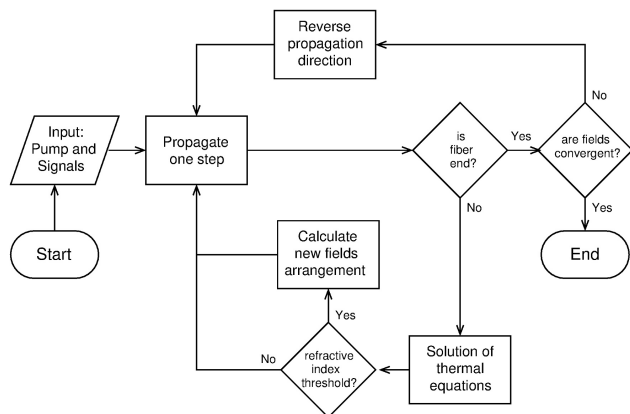 Reverse
propagation
direction
No
Input:
Pump and
Signals
Propagate
one step
is
fiber
end?
Yes
are fields
convergent?
No
Yes
Start
Calculate
new fields
arrangement
End
Yes
No
refractive
index
threshold?
Solution of
thermal
equations